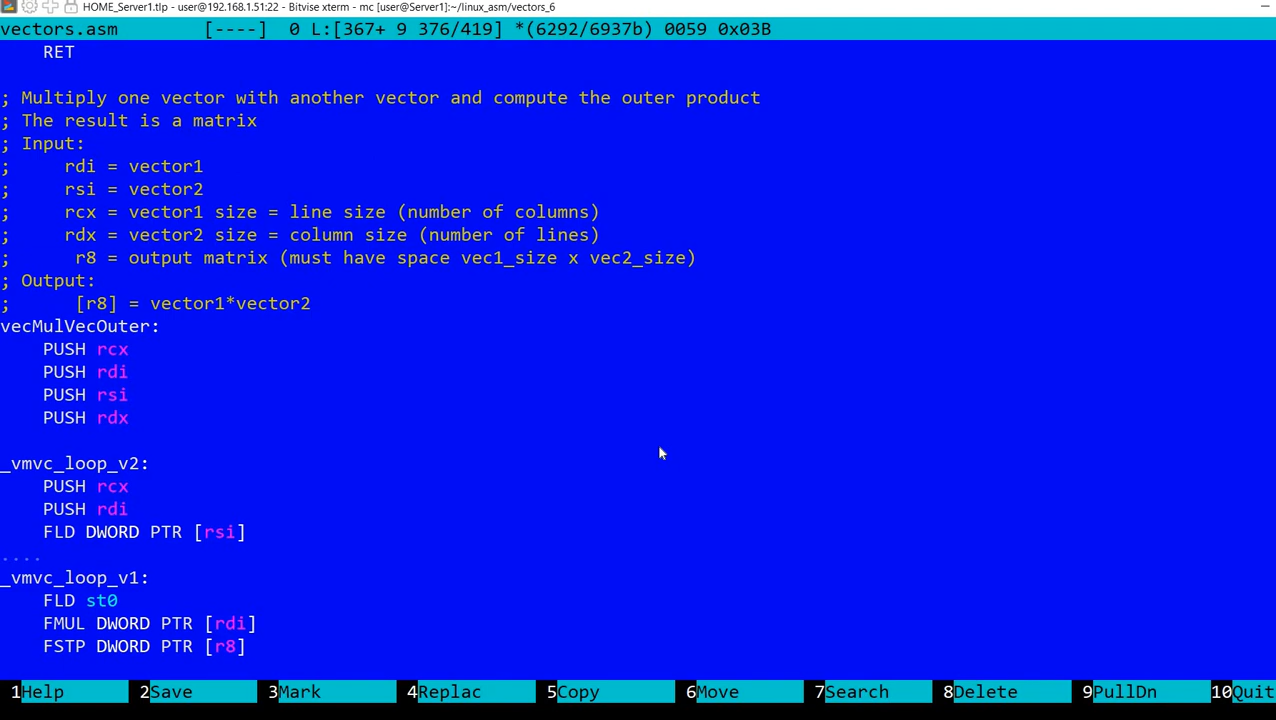 HOME_Server1.tlp - user@192.168.1.51:22 - Bitvise xterm - mc [user@Server1]:~/linux_asm/vectors_6
vectors.asm        [----]  0 L:[367+ 9 376/419] *(6292/6937b) 0059 0x03B
    RET
; Multiply one vector with another vector and compute the outer product
; The result is a matrix
; Input:
;     rdi = vector1
;     rsi = vector2
;     rcx = vector1 size = line size (number of columns)
;     rdx = vector2 size = column size (number of lines)
;      r8 = output matrix (must have space vec1_size x vec2_size)
; Output:
;      [r8] = vector1*vector2
vecMulVecOuter:
    PUSH rcx
    PUSH rdi
    PUSH rsi
    PUSH rdx
_vmvc_loop_v2:
    PUSH rcx
    PUSH rdi
    FLD DWORD PTR [rsi]
....
_vmvc_loop_v1:
    FLD st0
    FMUL DWORD PTR [rdi]
    FSTP DWORD PTR [r8]
1Help 2Save 3Mark 4Replac 5Copy 6Move 7Search 8Delete 9PullDn 10Quit